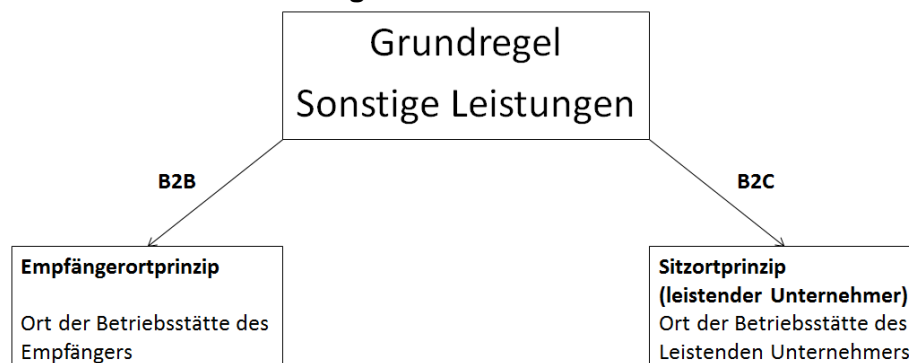 Grundregel
Sonstige Leistungen
B2B
B2C
Empfängerortprinzip
Ort der Betriebsstätte des
Empfängers
Sitzortprinzip
(leistender Unternehmer)
Ort der Betriebsstätte des
Leistenden Unternehmers